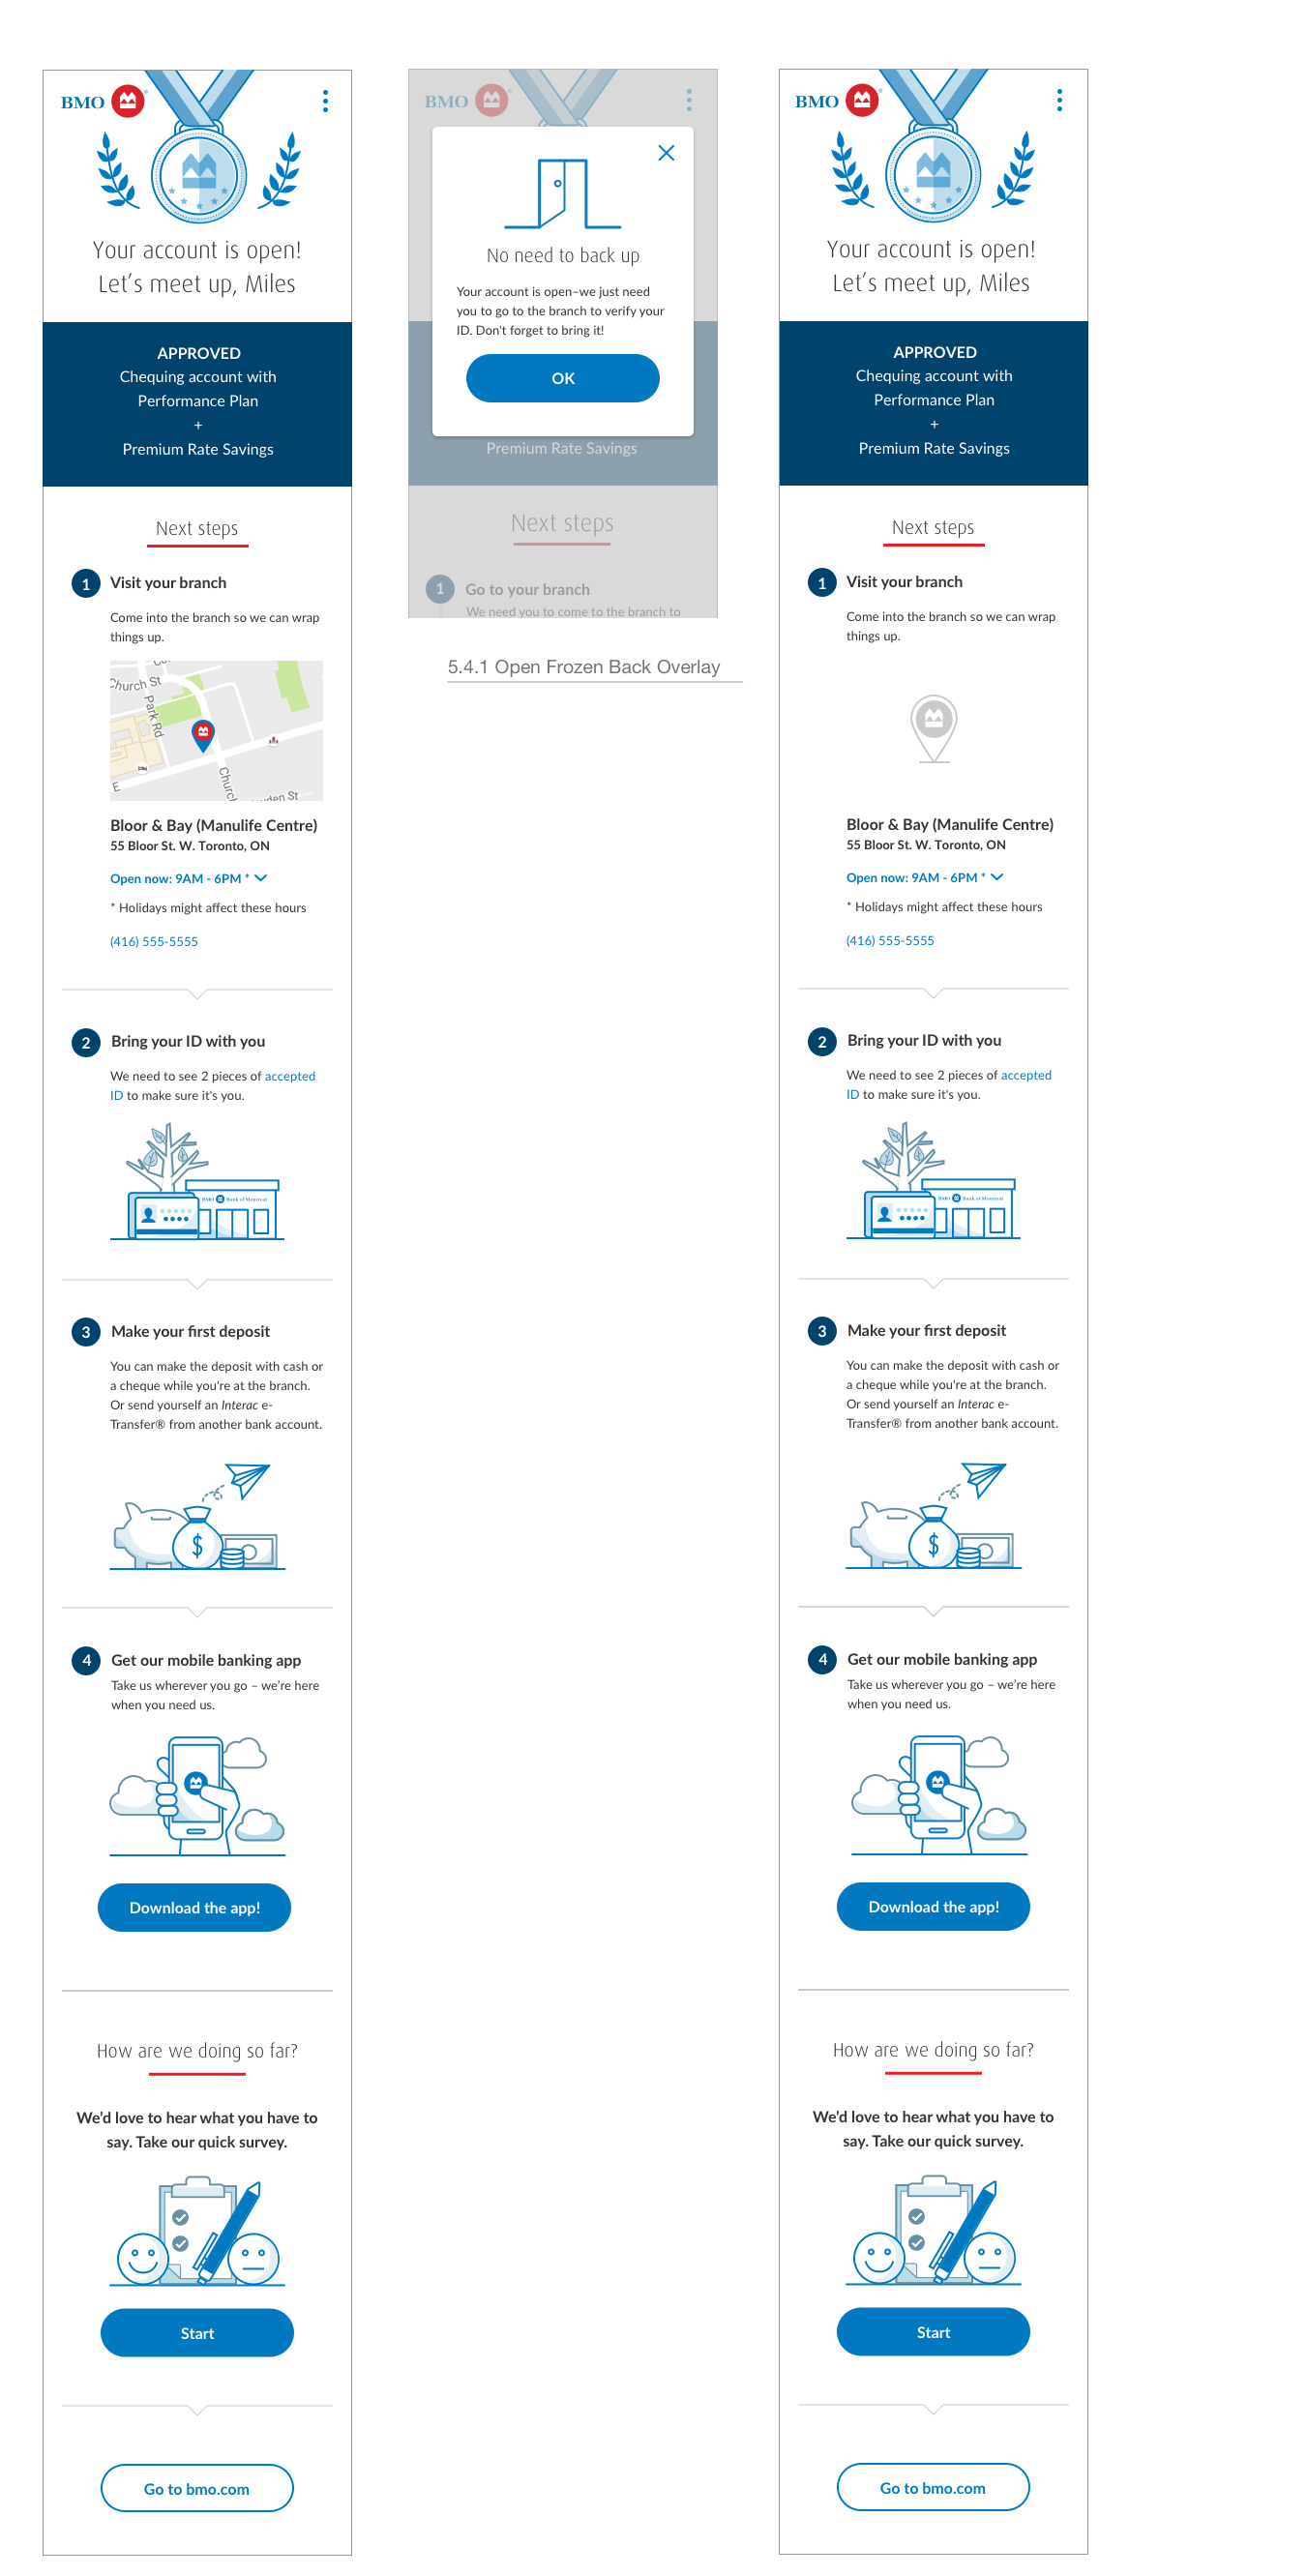 BMO
Your account is open!
Let's meet up, Miles
APPROVED
Chequing account with
Performance Plan
+
Premium Rate Savings
Next steps
1 Visit your branch
Come into the branch so we can wrap
things up.
Church St
Park Rd
Church
E
Bloor & Bay (Manulife Centre)
55 Bloor St. W. Toronto, ON
Open now: 9AM - 6PM *
* Holidays might affect these hours
(416) 555-5555
2 Bring your ID with you
We need to see 2 pieces of accepted
ID to make sure it's you.
BMO Bank of Montreal
3 Make your first deposit
You can make the deposit with cash or
a cheque while you're at the branch.
Or send yourself an Interac e-
Transfer® from another bank account.
$
4 Get our mobile banking app
Take us wherever you go – we're here
when you need us.
Download the app!
How are we doing so far?
We'd love to hear what you have to
say. Take our quick survey.
Start
Go to bmo.com
BMO
No need to back up
Your account is open–we just need
you to go to the branch to verify your
ID. Don't forget to bring it!
OK
Premium Rate Savings
Next steps
1 Go to your branch
We need you to come to the branch to
5.4.1 Open Frozen Back Overlay
BMO
Your account is open!
Let's meet up, Miles
APPROVED
Chequing account with
Performance Plan
+
Premium Rate Savings
Next steps
1 Visit your branch
Come into the branch so we can wrap
things up.
Bloor & Bay (Manulife Centre)
55 Bloor St. W. Toronto, ON
Open now: 9AM - 6PM *
* Holidays might affect these hours
(416) 555-5555
2 Bring your ID with you
We need to see 2 pieces of accepted
ID to make sure it's you.
BMO Bank of Montreal
3 Make your first deposit
You can make the deposit with cash or
a cheque while you're at the branch.
Or send yourself an Interac e-
Transfer® from another bank account.
$
4 Get our mobile banking app
Take us wherever you go – we're here
when you need us.
Download the app!
How are we doing so far?
We'd love to hear what you have to
say. Take our quick survey.
Start
Go to bmo.com